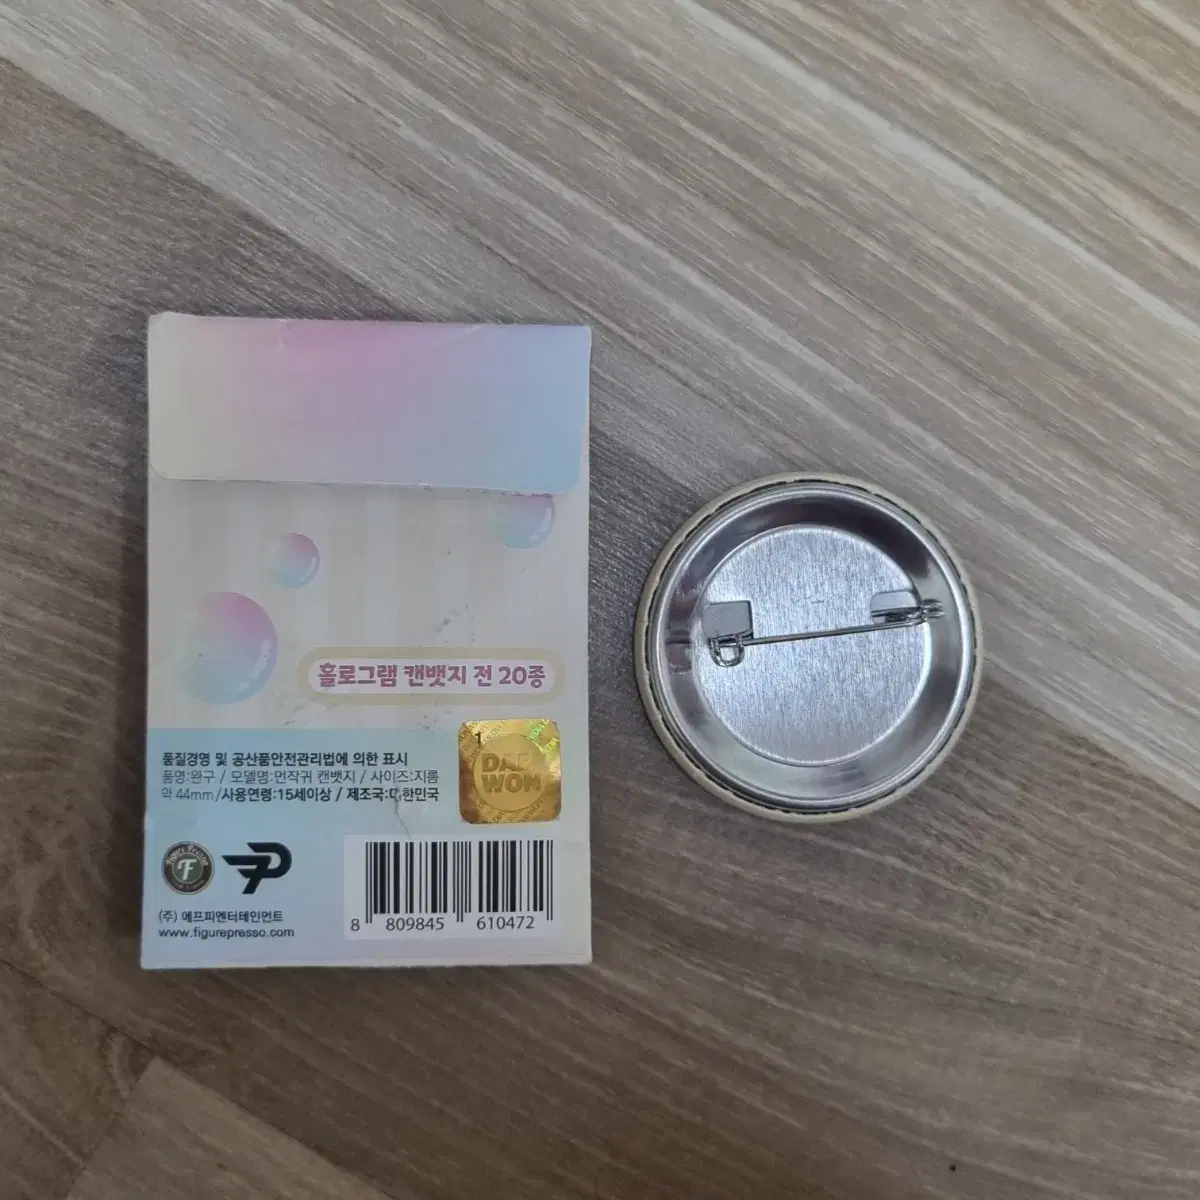 홀로그램 캔뱃지 전 20종
품질경영 및 공산품안전관리법에 의한 표시
품명:완구 / 모델명:먼작귀 캔뱃지 / 사이즈:지름
약 44mm/사용연령:15세이상 / 제조국:대한민국
DAE
WON
Figure Presso
F
(주) 에프피엔터테인먼트
www.figurepresso.com
8 809845 610472